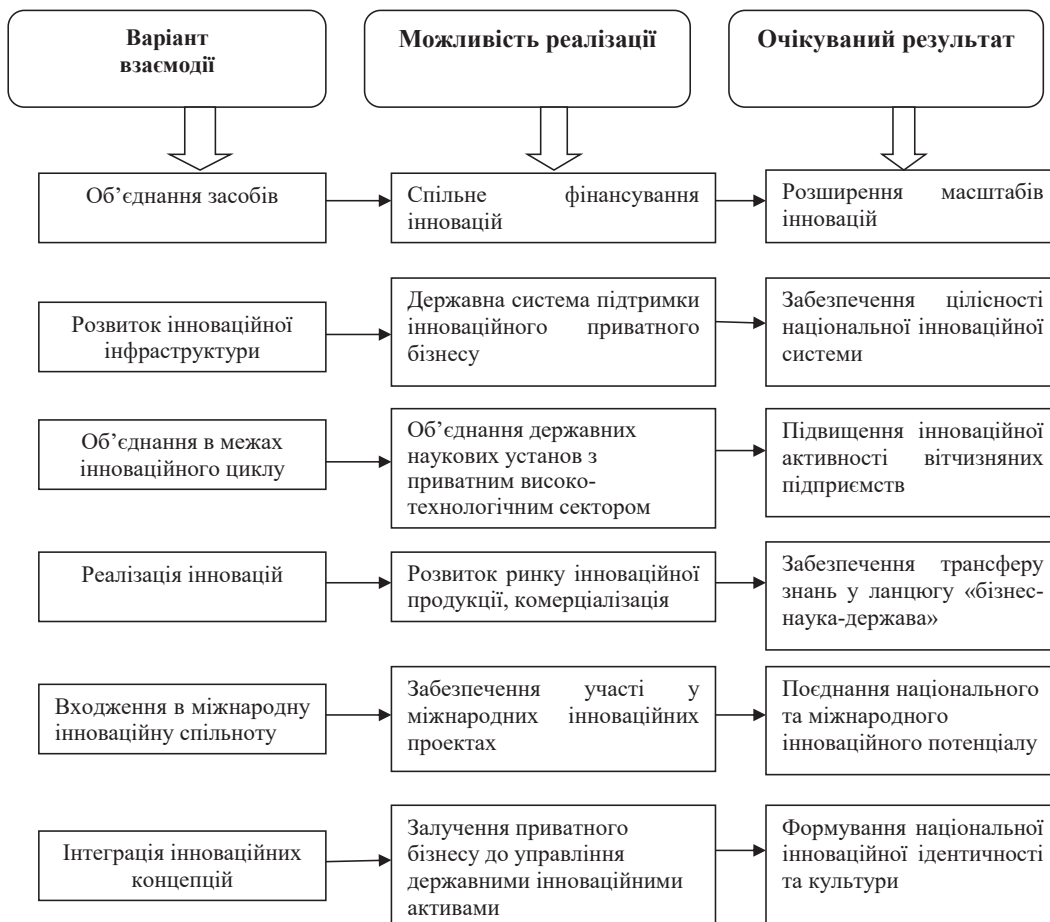 Варіант
взаємодії
Можливість реалізації
Очікуваний результат
Об’єднання засобів
Спільне фінансування
інновацій
Розширення масштабів
інновацій
Розвиток інноваційної
інфраструктури
Державна система підтримки
інноваційного приватного
бізнесу
Забезпечення цілісності
національної інноваційної
системи
Об’єднання в межах
інноваційного циклу
Об’єднання державних
наукових установ з
приватним високо-
технологічним сектором
Підвищення інноваційної
активності вітчизняних
підприємств
Реалізація інновацій
Розвиток ринку інноваційної
продукції, комерціалізація
Забезпечення трансферу
знань у ланцюгу «бізнес-
наука-держава»
Входження в міжнародну
інноваційну спільноту
Забезпечення участі у
міжнародних інноваційних
проектах
Поєднання національного
та міжнародного
інноваційного потенціалу
Інтеграція інноваційних
концепцій
Залучення приватного
бізнесу до управління
державними інноваційними
активами
Формування національної
інноваційної ідентичності
та культури